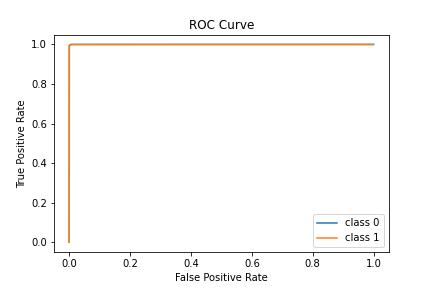 ROC Curve
1.0
0.8
0.6
0.4
0.2
0.0
True Positive Rate
class 0
class 1
0.0 0.2 0.4 0.6 0.8 1.0
False Positive Rate